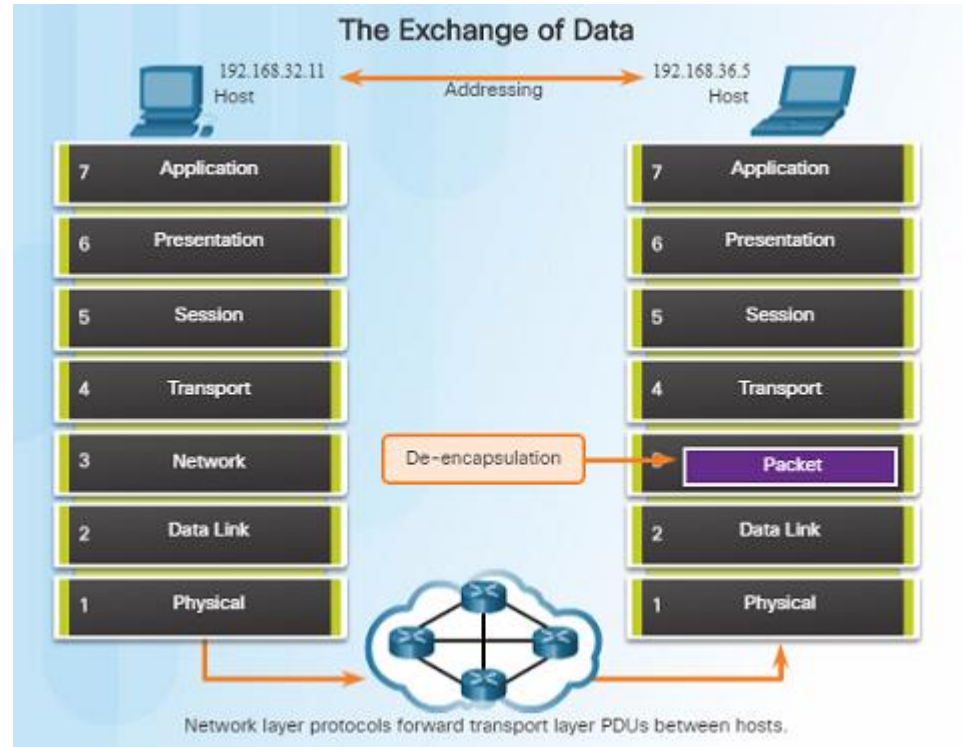 The Exchange of Data
192.168.32.11
Host
Addressing
192.168.36.5
Host
7 Application
6 Presentation
5 Session
4 Transport
3 Network
2 Data Link
1 Physical
De-encapsulation
7 Application
6 Presentation
5 Session
4 Transport
Packet
2 Data Link
1 Physical
Network layer protocols forward transport layer PDUs between hosts.